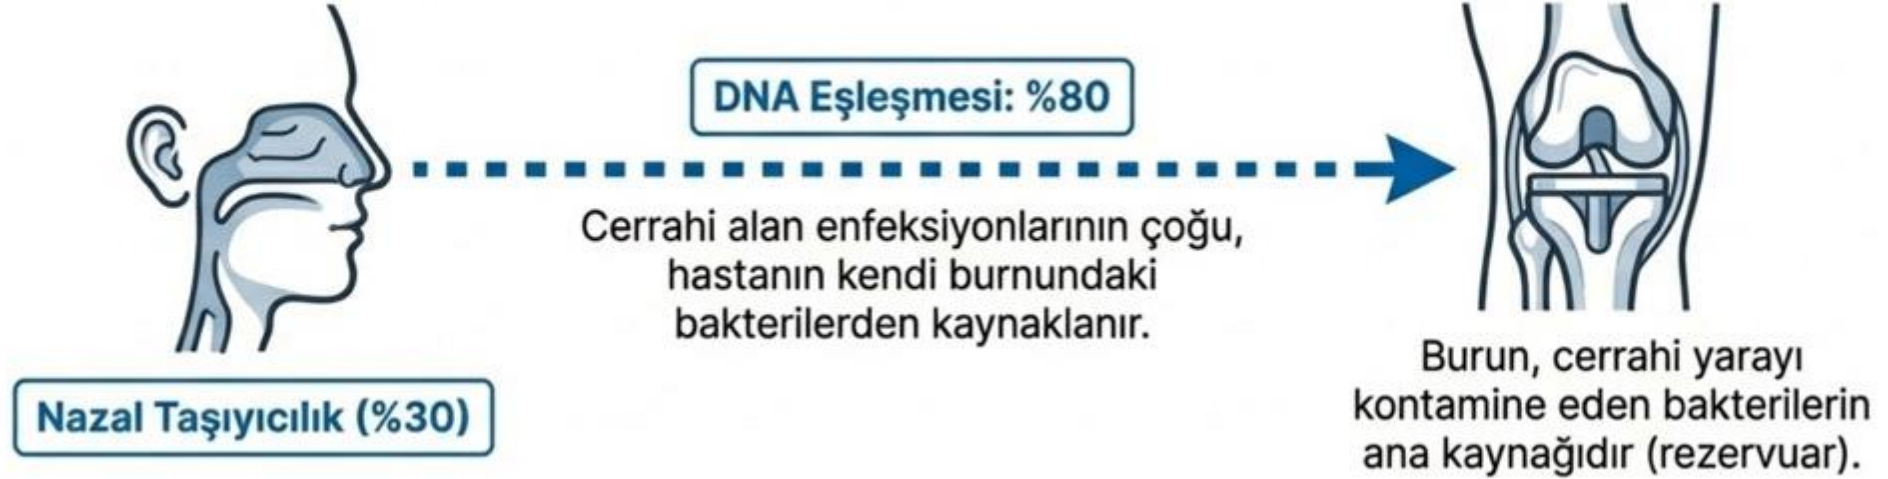 DNA Eşleşmesi: %80
Cerrahi alan enfeksiyonlarının çoğu,
hastanın kendi burnundaki
bakterilerden kaynaklanır.
Nazal Taşıyıcılık (%30)
Burun, cerrahi yarayı
kontamine eden bakterilerin
ana kaynağıdır (rezervuar).